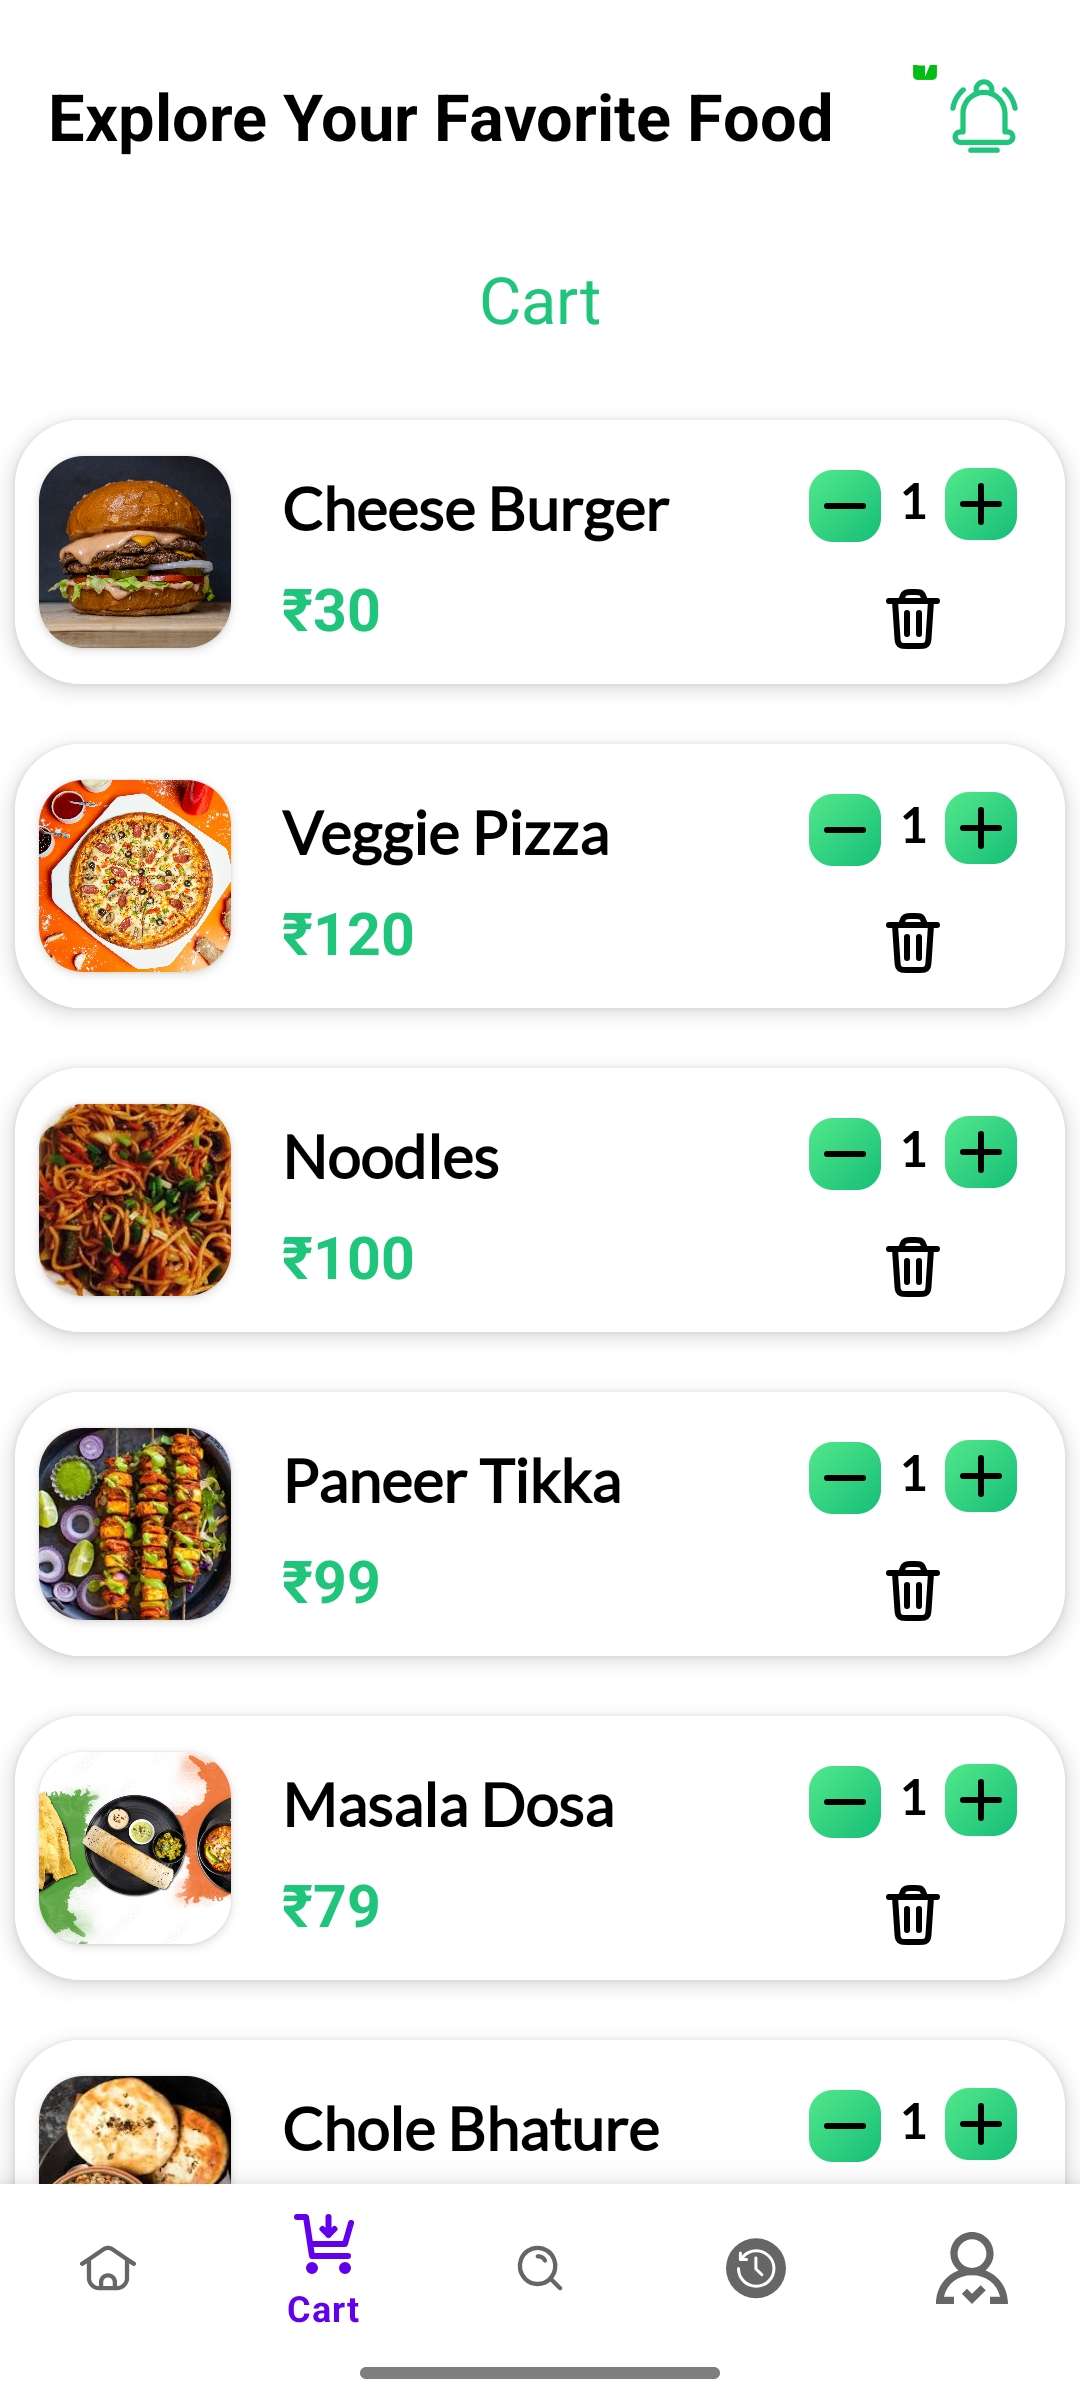 Explore Your Favorite Food
Cart
Cheese Burger
1
₹30
Veggie Pizza
1
₹120
Noodles
1
₹100
Paneer Tikka
1
₹99
Masala Dosa
1
₹79
Chole Bhature
1
Cart